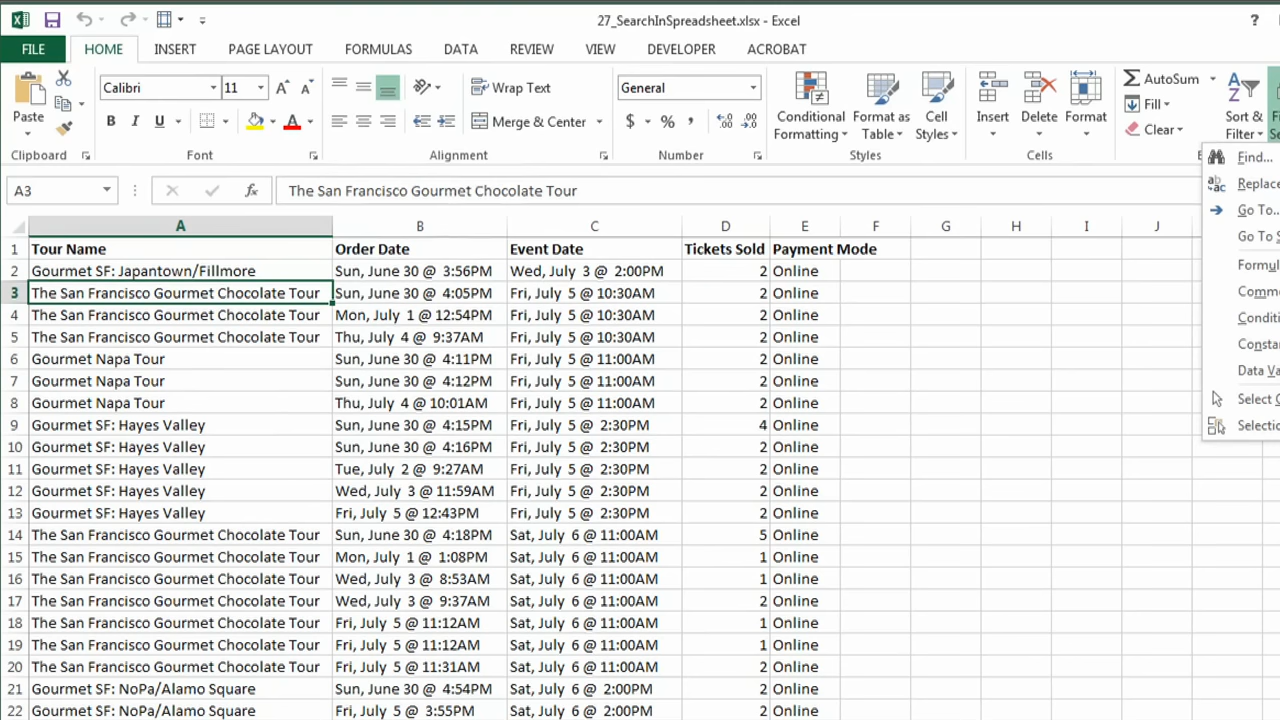 27_SearchInSpreadsheet.xlsx - Excel
?
FILE HOME INSERT PAGE LAYOUT FORMULAS DATA REVIEW VIEW DEVELOPER ACROBAT
Paste
Clipboard
Calibri 11
B I U A
Font
Wrap Text
Merge & Center
Alignment
General
$ % ,
Number
Conditional Formatting
Format as Table
Cell Styles
Styles
Insert Delete Format
Cells
AutoSum
Fill
Clear
Sort & Filter
Find...
Replace
Go To..
Go To S
Formul
Comme
Conditi
Consta
Data Va
Select O
Selectio
A3 fx The San Francisco Gourmet Chocolate Tour
A B C D E F G H I J
1 Tour Name Order Date Event Date Tickets Sold Payment Mode
2 Gourmet SF: Japantown/Fillmore Sun, June 30 @ 3:56PM Wed, July 3 @ 2:00PM 2 Online
3 The San Francisco Gourmet Chocolate Tour Sun, June 30 @ 4:05PM Fri, July 5 @ 10:30AM 2 Online
4 The San Francisco Gourmet Chocolate Tour Mon, July 1 @ 12:54PM Fri, July 5 @ 10:30AM 2 Online
5 The San Francisco Gourmet Chocolate Tour Thu, July 4 @ 9:37AM Fri, July 5 @ 10:30AM 2 Online
6 Gourmet Napa Tour Sun, June 30 @ 4:11PM Fri, July 5 @ 11:00AM 2 Online
7 Gourmet Napa Tour Sun, June 30 @ 4:12PM Fri, July 5 @ 11:00AM 2 Online
8 Gourmet Napa Tour Thu, July 4 @ 10:01AM Fri, July 5 @ 11:00AM 2 Online
9 Gourmet SF: Hayes Valley Sun, June 30 @ 4:15PM Fri, July 5 @ 2:30PM 4 Online
10 Gourmet SF: Hayes Valley Sun, June 30 @ 4:16PM Fri, July 5 @ 2:30PM 2 Online
11 Gourmet SF: Hayes Valley Tue, July 2 @ 9:27AM Fri, July 5 @ 2:30PM 2 Online
12 Gourmet SF: Hayes Valley Wed, July 3 @ 11:59AM Fri, July 5 @ 2:30PM 2 Online
13 Gourmet SF: Hayes Valley Fri, July 5 @ 12:43PM Fri, July 5 @ 2:30PM 2 Online
14 The San Francisco Gourmet Chocolate Tour Sun, June 30 @ 4:18PM Sat, July 6 @ 11:00AM 5 Online
15 The San Francisco Gourmet Chocolate Tour Mon, July 1 @ 1:08PM Sat, July 6 @ 11:00AM 1 Online
16 The San Francisco Gourmet Chocolate Tour Wed, July 3 @ 8:53AM Sat, July 6 @ 11:00AM 1 Online
17 The San Francisco Gourmet Chocolate Tour Wed, July 3 @ 9:37AM Sat, July 6 @ 11:00AM 2 Online
18 The San Francisco Gourmet Chocolate Tour Fri, July 5 @ 11:12AM Sat, July 6 @ 11:00AM 1 Online
19 The San Francisco Gourmet Chocolate Tour Fri, July 5 @ 11:12AM Sat, July 6 @ 11:00AM 1 Online
20 The San Francisco Gourmet Chocolate Tour Fri, July 5 @ 11:31AM Sat, July 6 @ 11:00AM 2 Online
21 Gourmet SF: NoPa/Alamo Square Sun, June 30 @ 4:54PM Sat, July 6 @ 2:00PM 2 Online
22 Gourmet SF: NoPa/Alamo Square Fri, July 5 @ 3:55PM Sat, July 6 @ 2:00PM 2 Online